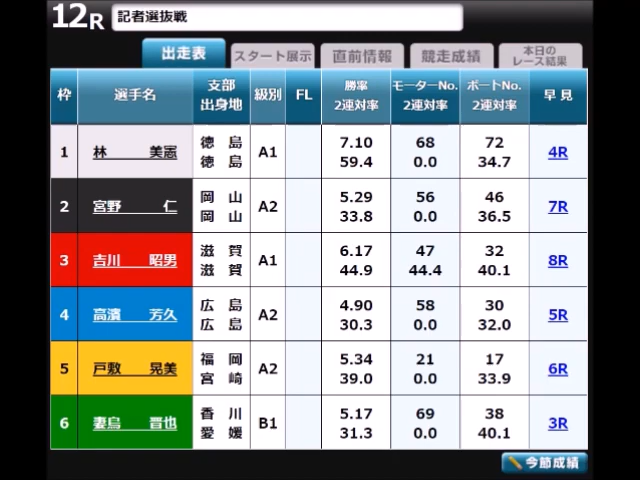 12R 記者選抜戦
出走表 スタート展示 直前情報 競走成績 本日のレース結果
枠 選手名 支部 出身地 級別 FL 勝率 2連対率 モーターNo. 2連対率 ボートNo. 2連対率 早見
1 林 美憲 徳島 徳島 A1 7.10 59.4 68 0.0 72 34.7 4R
2 宮野 仁 岡山 岡山 A2 5.29 33.8 56 0.0 46 36.5 7R
3 吉川 昭男 滋賀 滋賀 A1 6.17 44.9 47 44.4 32 40.1 8R
4 高濱 芳久 広島 広島 A2 4.90 30.3 58 0.0 30 32.0 5R
5 戸敷 晃美 福岡 宮崎 A2 5.34 39.0 21 0.0 17 33.9 6R
6 妻鳥 晋也 香川 愛媛 B1 5.17 31.3 69 0.0 38 40.1 3R
今節成績